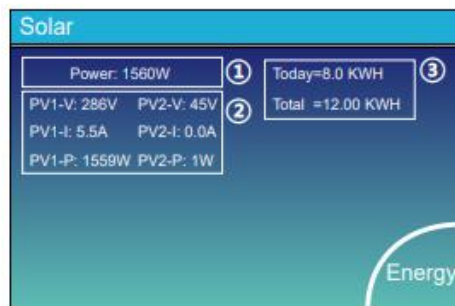 Solar
Power: 1560W
①
PV1-V: 286V PV2-V: 45V
②
PV1-I: 5.5A PV2-I: 0.0A
PV1-P: 1559W PV2-P: 1W
Today=8.0 KWH
③
Total =12.00 KWH
Energy